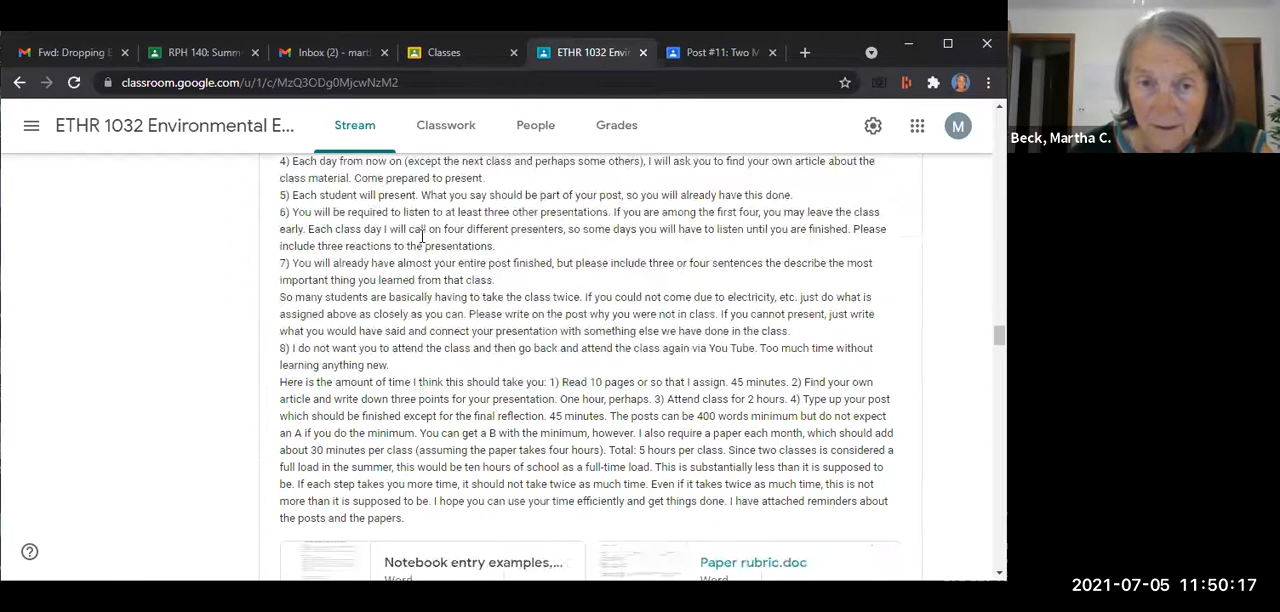 Fwd: Dropping E
RPH 140: Summ
Inbox (2) - mart
Classes
ETHR 1032 Envir
Post #11: Two M
classroom.google.com/u/1/c/MzQ3ODg0MjcwNzM2
ETHR 1032 Environmental E...
Stream
Classwork
People
Grades
M
Beck, Martha C.
4) Each day from now on (except the next class and perhaps some others), I will ask you to find your own article about the
class material. Come prepared to present.
5) Each student will present. What you say should be part of your post, so you will already have this done.
6) You will be required to listen to at least three other presentations. If you are among the first four, you may leave the class
early. Each class day I will call on four different presenters, so some days you will have to listen until you are finished. Please
include three reactions to the presentations.
7) You will already have almost your entire post finished, but please include three or four sentences the describe the most
important thing you learned from that class.
So many students are basically having to take the class twice. If you could not come due to electricity, etc. just do what is
assigned above as closely as you can. Please write on the post why you were not in class. If you cannot present, just write
what you would have said and connect your presentation with something else we have done in the class.
8) I do not want you to attend the class and then go back and attend the class again via You Tube. Too much time without
learning anything new.
Here is the amount of time I think this should take you: 1) Read 10 pages or so that I assign. 45 minutes. 2) Find your own
article and write down three points for your presentation. One hour, perhaps. 3) Attend class for 2 hours. 4) Type up your post
which should be finished except for the final reflection. 45 minutes. The posts can be 400 words minimum but do not expect
an A if you do the minimum. You can get a B with the minimum, however. I also require a paper each month, which should add
about 30 minutes per class (assuming the paper takes four hours). Total: 5 hours per class. Since two classes is considered a
full load in the summer, this would be ten hours of school as a full-time load. This is substantially less than it is supposed to
be. If each step takes you more time, it should not take twice as much time. Even if it takes twice as much time, this is not
more than it is supposed to be. I hope you can use your time efficiently and get things done. I have attached reminders about
the posts and the papers.
Notebook entry examples,...
Word
Paper rubric.doc
Word
2021-07-05 11:50:17